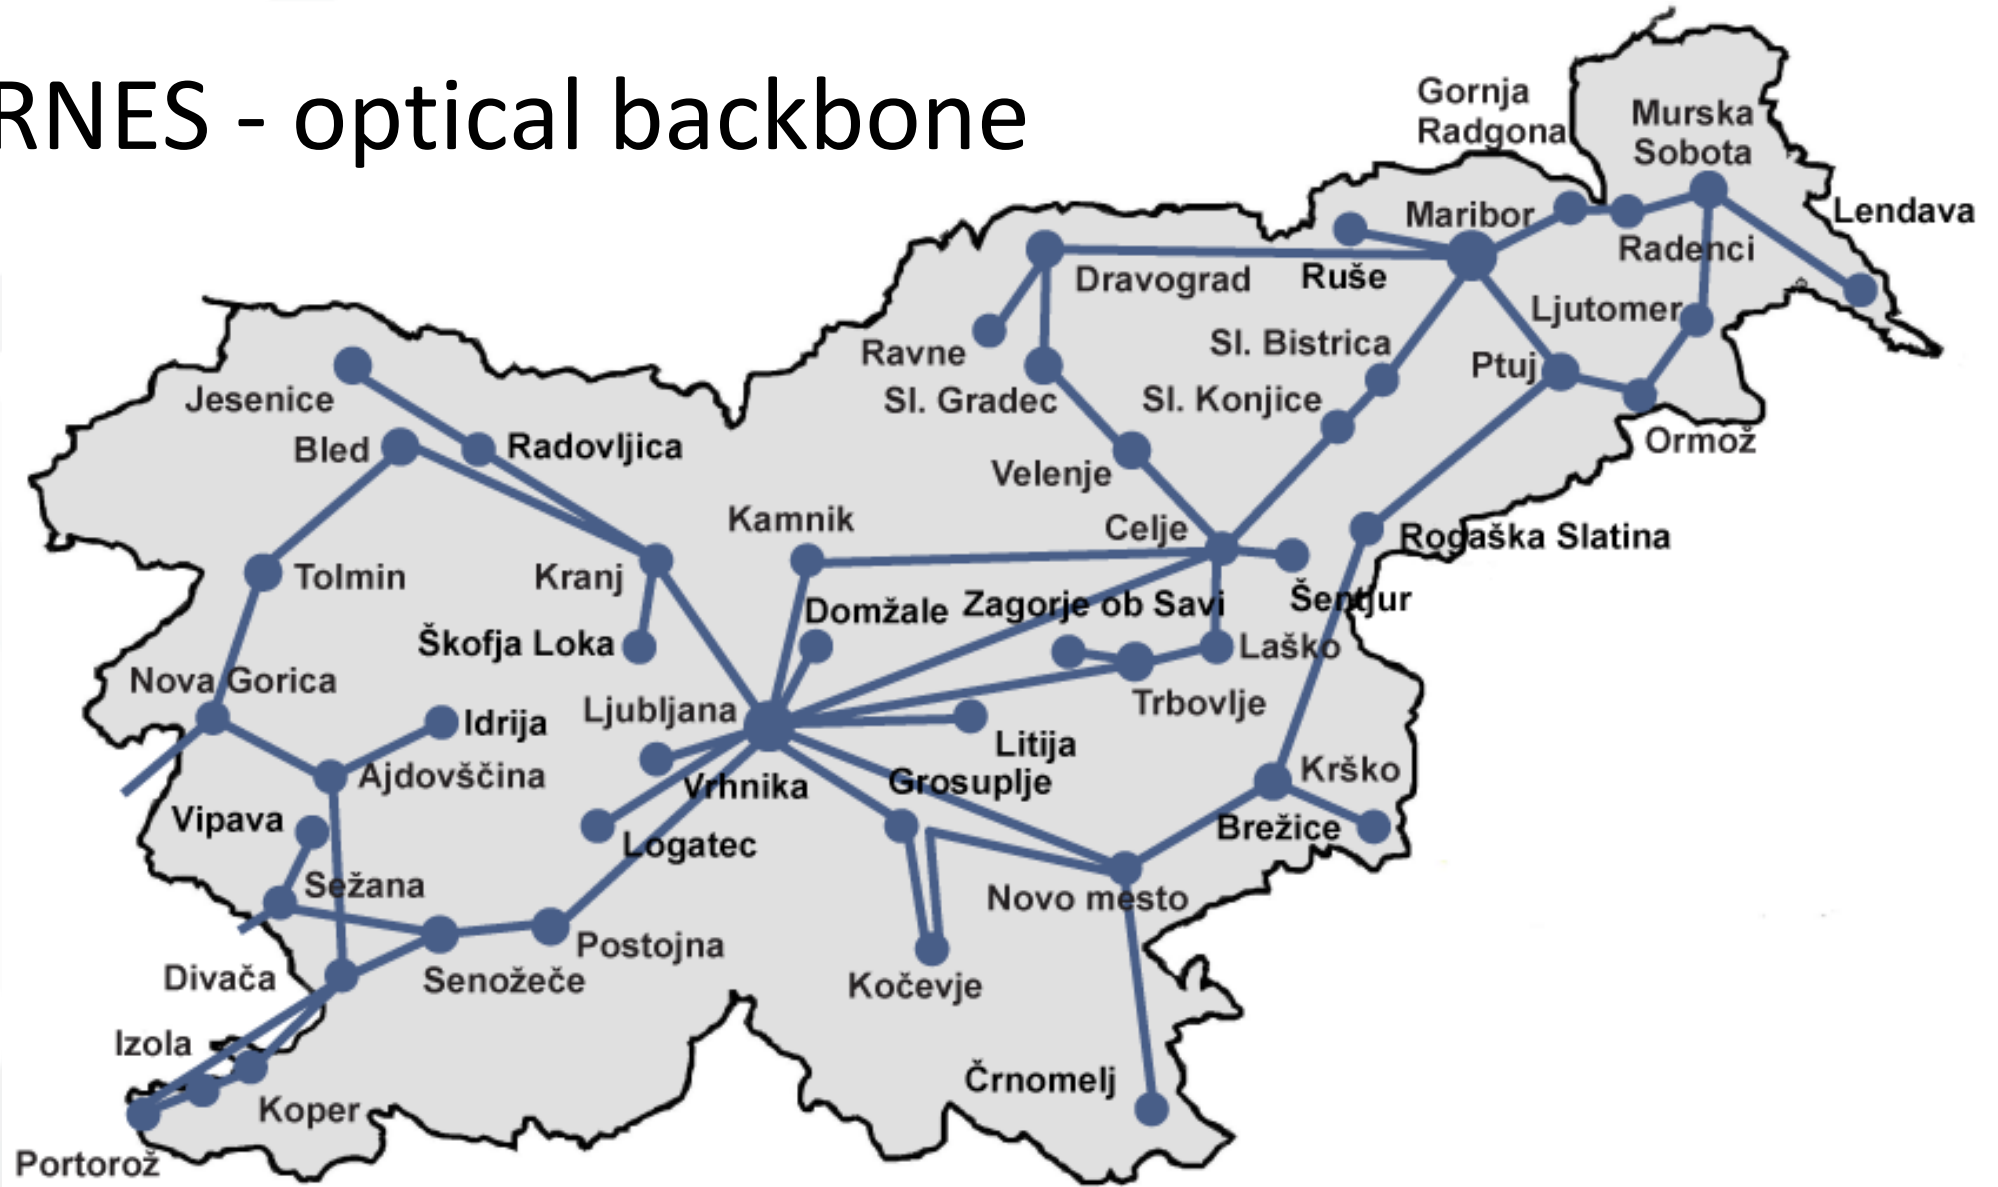 RNES - optical backbone
Gornja
Radgona
Murska
Sobota
Lendava
Maribor
Radenci
Dravograd
Ruše
Ljutomer
Ravne
Sl. Bistrica
Ptuj
Sl. Gradec
Sl. Konjice
Jesenice
Ormož
Bled
Radovljica
Velenje
Kamnik
Celje
Rogaška Slatina
Tolmin
Kranj
Domžale
Zagorje ob Savi
Šentjur
Škofja Loka
Laško
Nova Gorica
Idrija
Ljubljana
Trbovlje
Litija
Ajdovščina
Vrhnika
Grosuplje
Krško
Vipava
Logatec
Brežice
Sežana
Novo mesto
Postojna
Divača
Senožeče
Kočevje
Izola
Črnomelj
Koper
Portorož